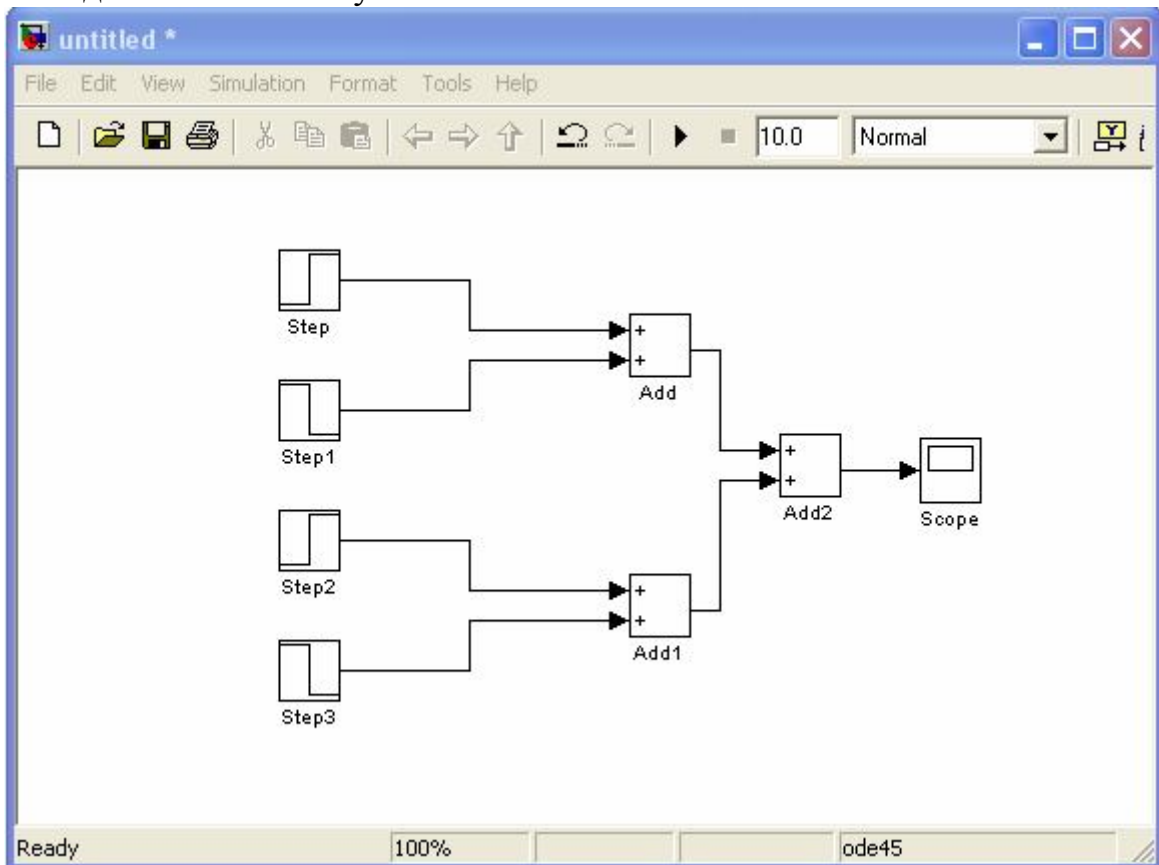 untitled *
File Edit View Simulation Format Tools Help
10.0 Normal
Step
+
+
Add
Step1
+
+
Add2
Scope
Step2
+
+
Add1
Step3
Ready 100% ode45